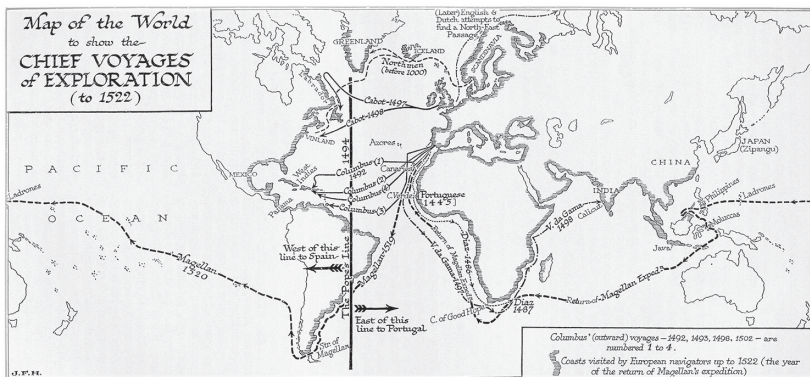 Map of the World
to show the
CHIEF VOYAGES
of EXPLORATION
(to 1522)
(Later) English &
Dutch attempts to
find a North-East
Passage
GREENLAND
ICELAND
Northmen
(before 1000)
Cabot-1497
Cabot-1498
VINLAND
1494
Azores
Canaries
C. Verde
Portuguese
[1445]
Columbus (1)
1492
Columbus (2)
Columbus (4)
Columbus (3)
West
Indies
MEXICO
Panama
PACIFIC
OCEAN
Ladrones
Magellan
1520
West of this
line to Spain
The Pope's Line
East of this
line to Portugal
Magellan-1519
Str of
Magellan
V. da Gama-1497
Return of Magellan Expedn
Diaz-1486
C. of Good Hope
Diaz
1487
V. da Gama
1498
Calicut
INDIA
CHINA
JAPAN
(Zipangu)
Philippines
Ladrones
Moluccas
Java
Return of Magellan Expedn
Columbus' (outward) voyages - 1492, 1493, 1498, 1502 - are
numbered 1 to 4.
Coasts visited by European navigators up to 1522 (the year
of the return of Magellan's expedition)
J.F.H.